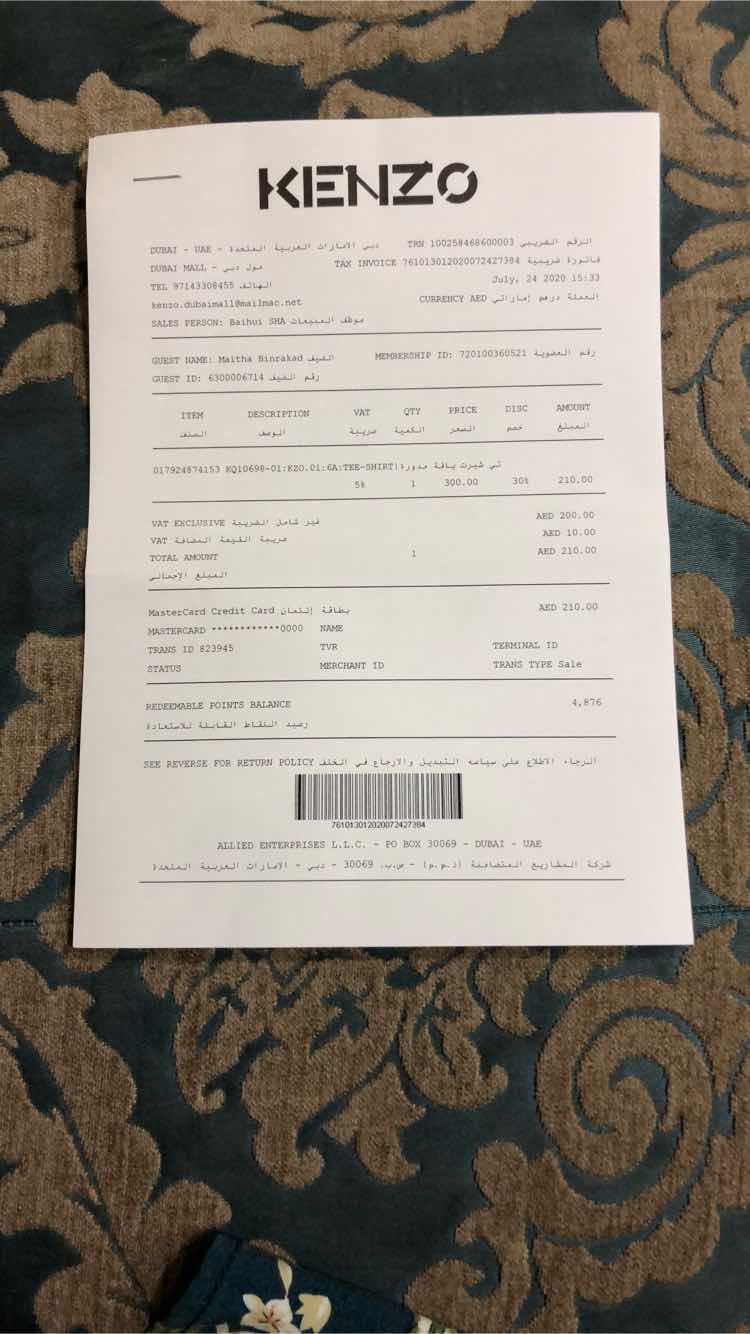 KENZO
DUBAI - UAE - دبي الامارات العربية المتحدة TRN 100258468600003 الرقم الضريبي
DUBAI MALL - مول دبي TAX INVOICE 761013012020072427384 فاتورة ضريبية
TEL 97143308455 الهاتف July, 24 2020 15:33
kenzo.dubaimall@mailmac.net CURRENCY AED العملة درهم إماراتي
SALES PERSON: Baihui SHA موظف المبيعات
GUEST NAME: Maitha Binrakad الضيف MEMBERSHIP ID: 720100360521 رقم العضوية
GUEST ID: 6300006714 رقم الضيف
ITEM DESCRIPTION VAT QTY PRICE DISC AMOUNT
الصنف الوصف ضريبة الكمية السعر خصم المبلغ
017924874153 KQ10698-01:KZO.01:6A:TEE-SHIRT|تي شيرت ياقة مدورة
5% 1 300.00 30% 210.00
VAT EXCLUSIVE غير شامل الضريبة AED 200.00
VAT ضريبة القيمة المضافة AED 10.00
TOTAL AMOUNT 1 AED 210.00
المبلغ الإجمالي
MasterCard Credit Card بطاقة إئتمان AED 210.00
MASTERCARD ************0000 NAME
TRANS ID 823945 TVR TERMINAL ID
STATUS MERCHANT ID TRANS TYPE Sale
REDEEMABLE POINTS BALANCE 4,876
رصيد النقاط القابلة للاستعادة
SEE REVERSE FOR RETURN POLICY الرجاء الاطلاع على سياسه التبديل والارجاع في الخلف
761013012020072427384
ALLIED ENTERPRISES L.L.C. - PO BOX 30069 - DUBAI - UAE
شركة المشاريع المتضامنة (ذ.م.م) - ص.ب. 30069 - دبي - الامارات العربية المتحدة